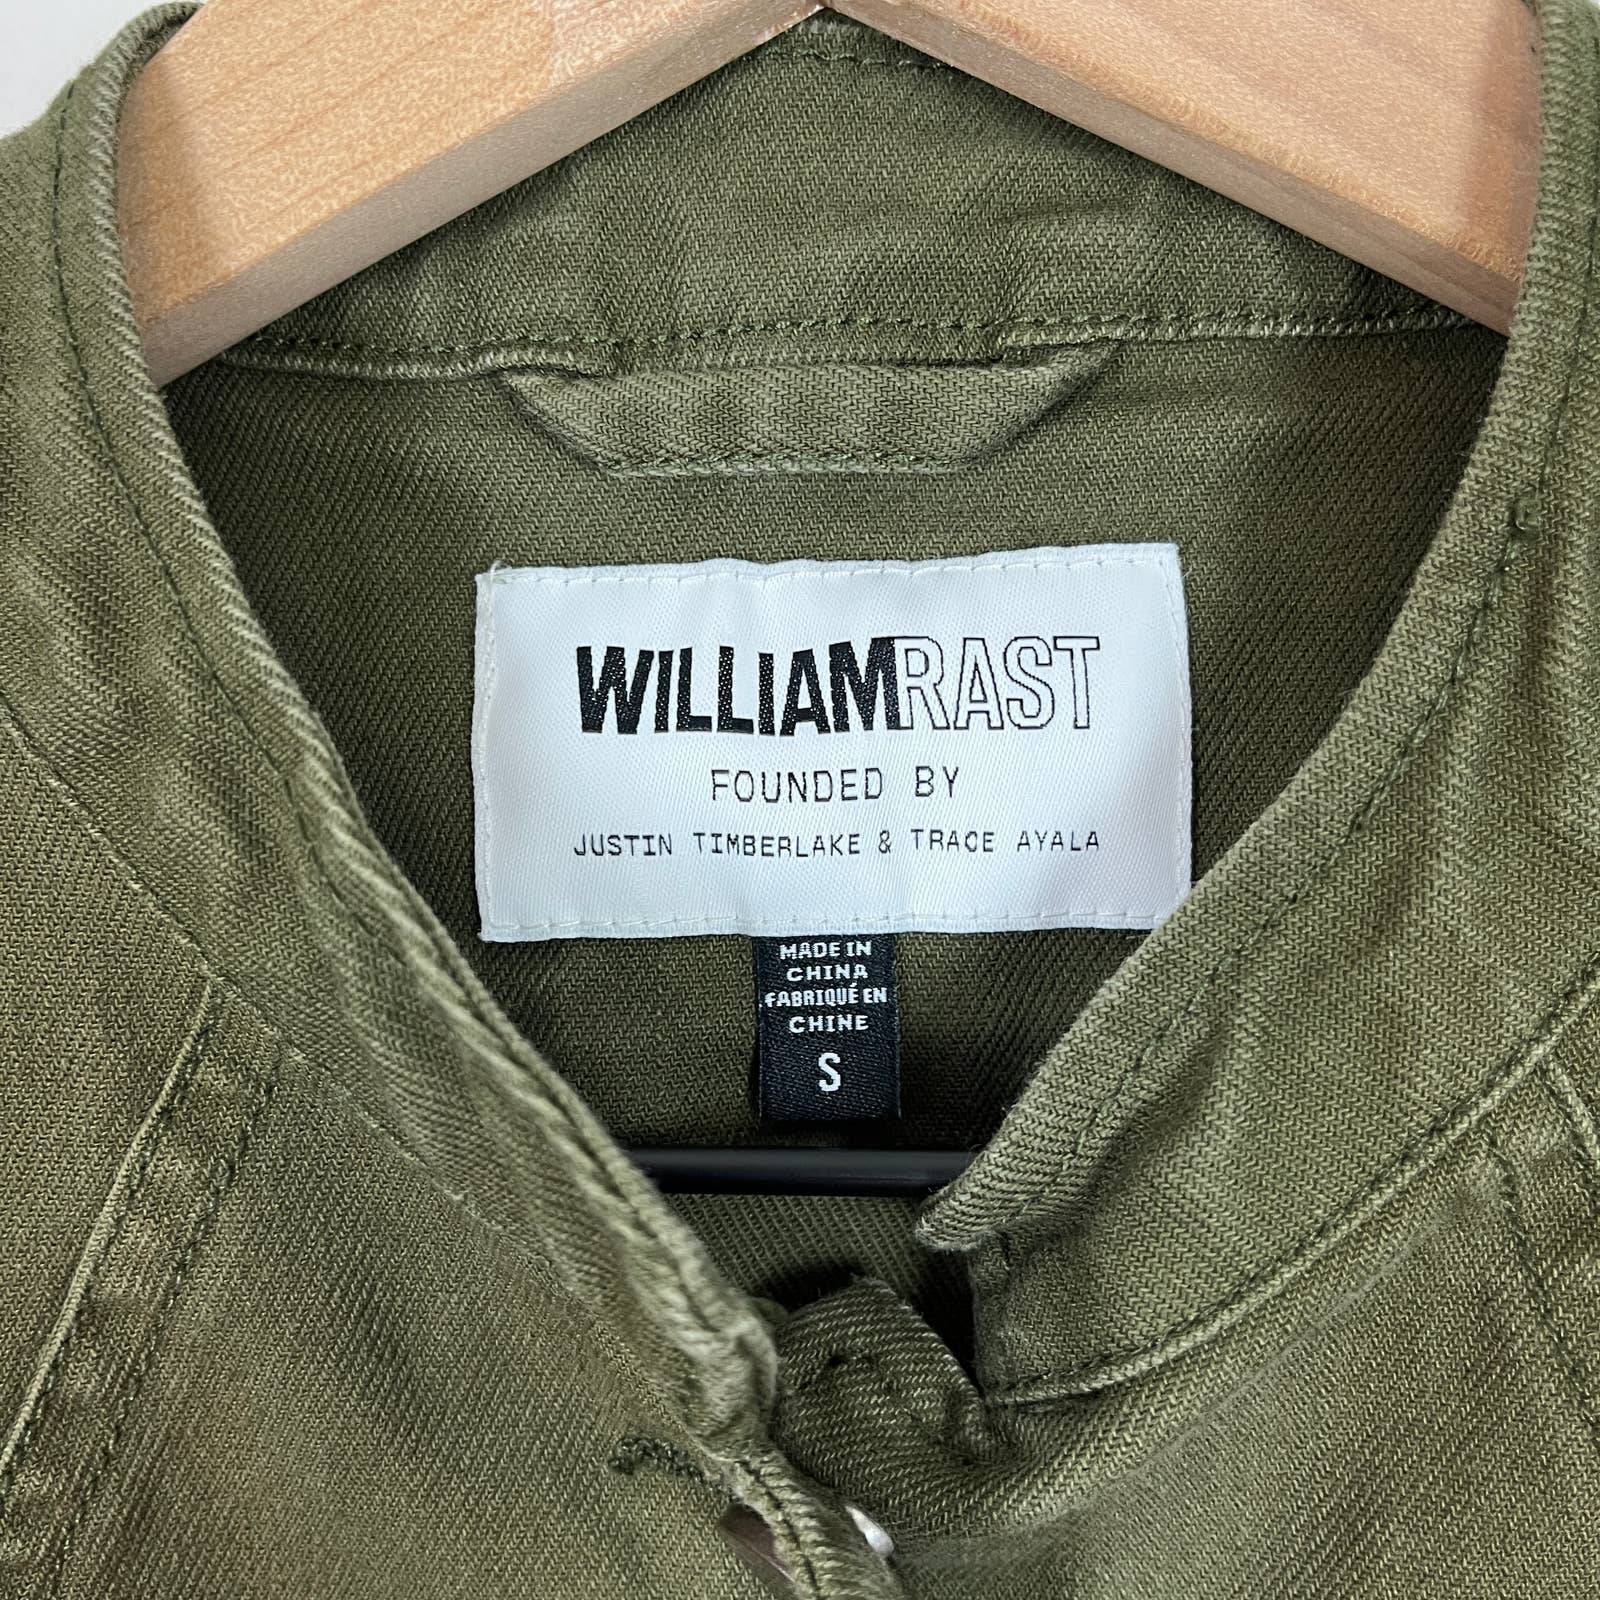 WILLIAMRAST
FOUNDED BY
JUSTIN TIMBERLAKE & TRACE AYALA
MADE IN
CHINA
FABRIQUÉ EN
CHINE
S